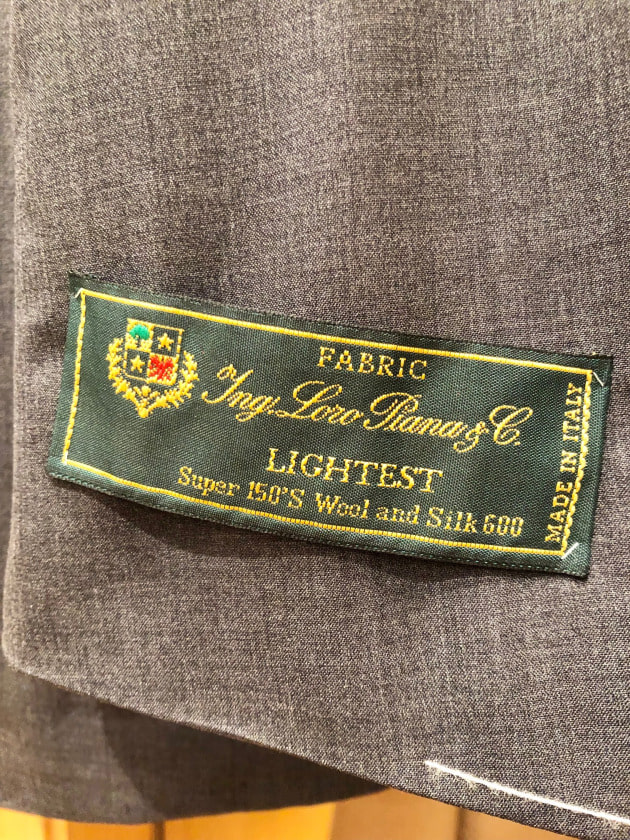 FABRIC
Ing. Loro Piana & C.
LIGHTEST
Super 150'S Wool and Silk 600
MADE IN ITALY